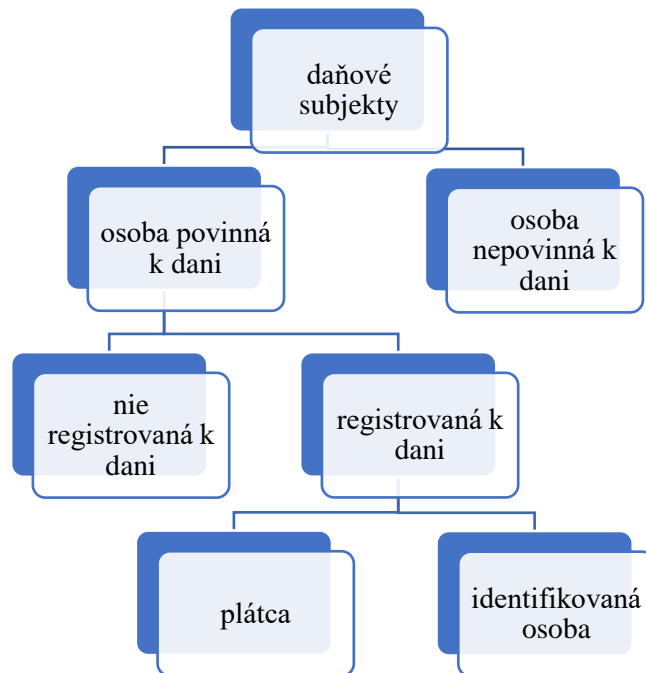 daňové
subjekty
osoba povinná
k dani
osoba
nepovinná k
dani
nie
registrovaná k
dani
registrovaná k
dani
plátca
identifikovaná
osoba